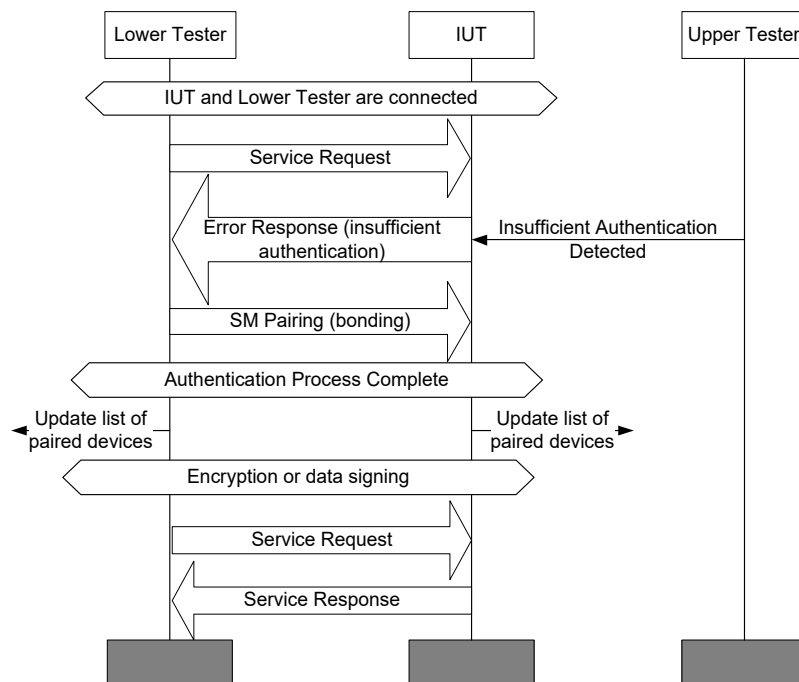 Lower Tester
IUT
Upper Tester
IUT and Lower Tester are connected
Service Request
Error Response (insufficient
authentication)
Insufficient Authentication
Detected
SM Pairing (bonding)
Authentication Process Complete
Update list of
paired devices
Update list of
paired devices
Encryption or data signing
Service Request
Service Response